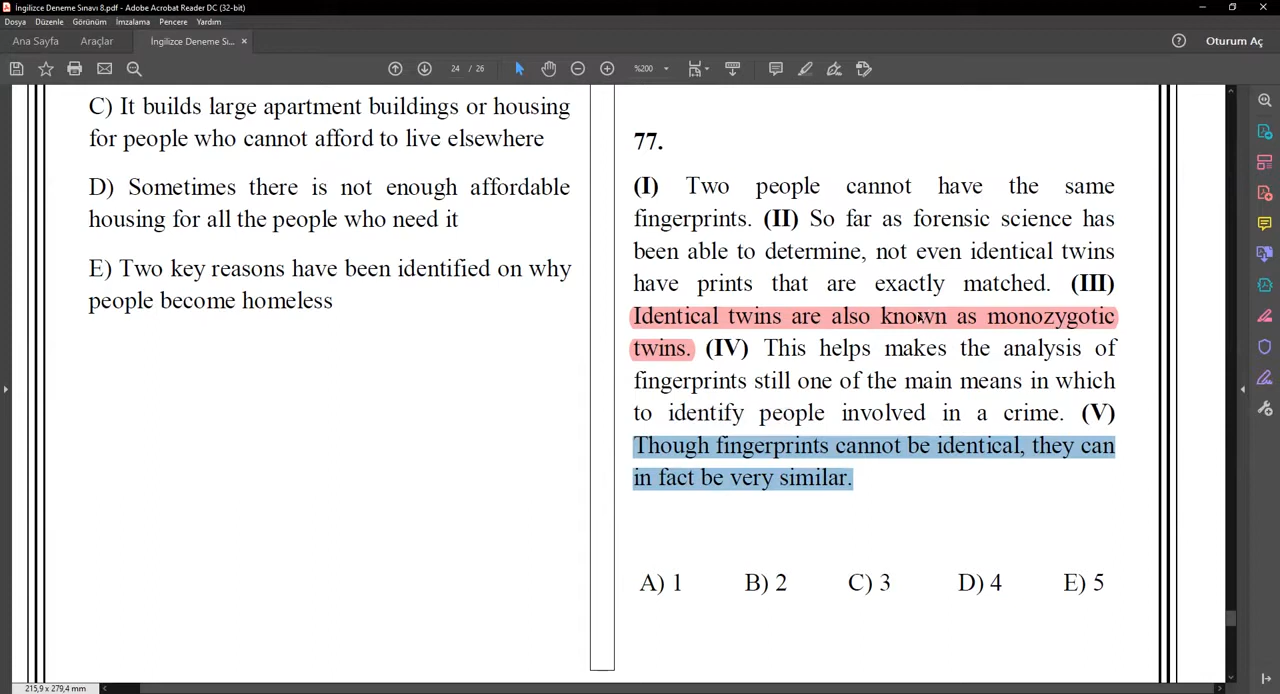 İngilizce Deneme Sınavı 8.pdf - Adobe Acrobat Reader DC (32-bit)
Dosya Düzenle Görünüm İmzalama Pencere Yardım
Ana Sayfa Araçlar İngilizce Deneme Sı... × Oturum Aç
24 / 26 %200
C) It builds large apartment buildings or housing
for people who cannot afford to live elsewhere
D) Sometimes there is not enough affordable
housing for all the people who need it
E) Two key reasons have been identified on why
people become homeless
77.
(I) Two people cannot have the same
fingerprints. (II) So far as forensic science has
been able to determine, not even identical twins
have prints that are exactly matched. (III)
Identical twins are also known as monozygotic
twins. (IV) This helps makes the analysis of
fingerprints still one of the main means in which
to identify people involved in a crime. (V)
Though fingerprints cannot be identical, they can
in fact be very similar.
A) 1 B) 2 C) 3 D) 4 E) 5
215,9 x 279,4 mm